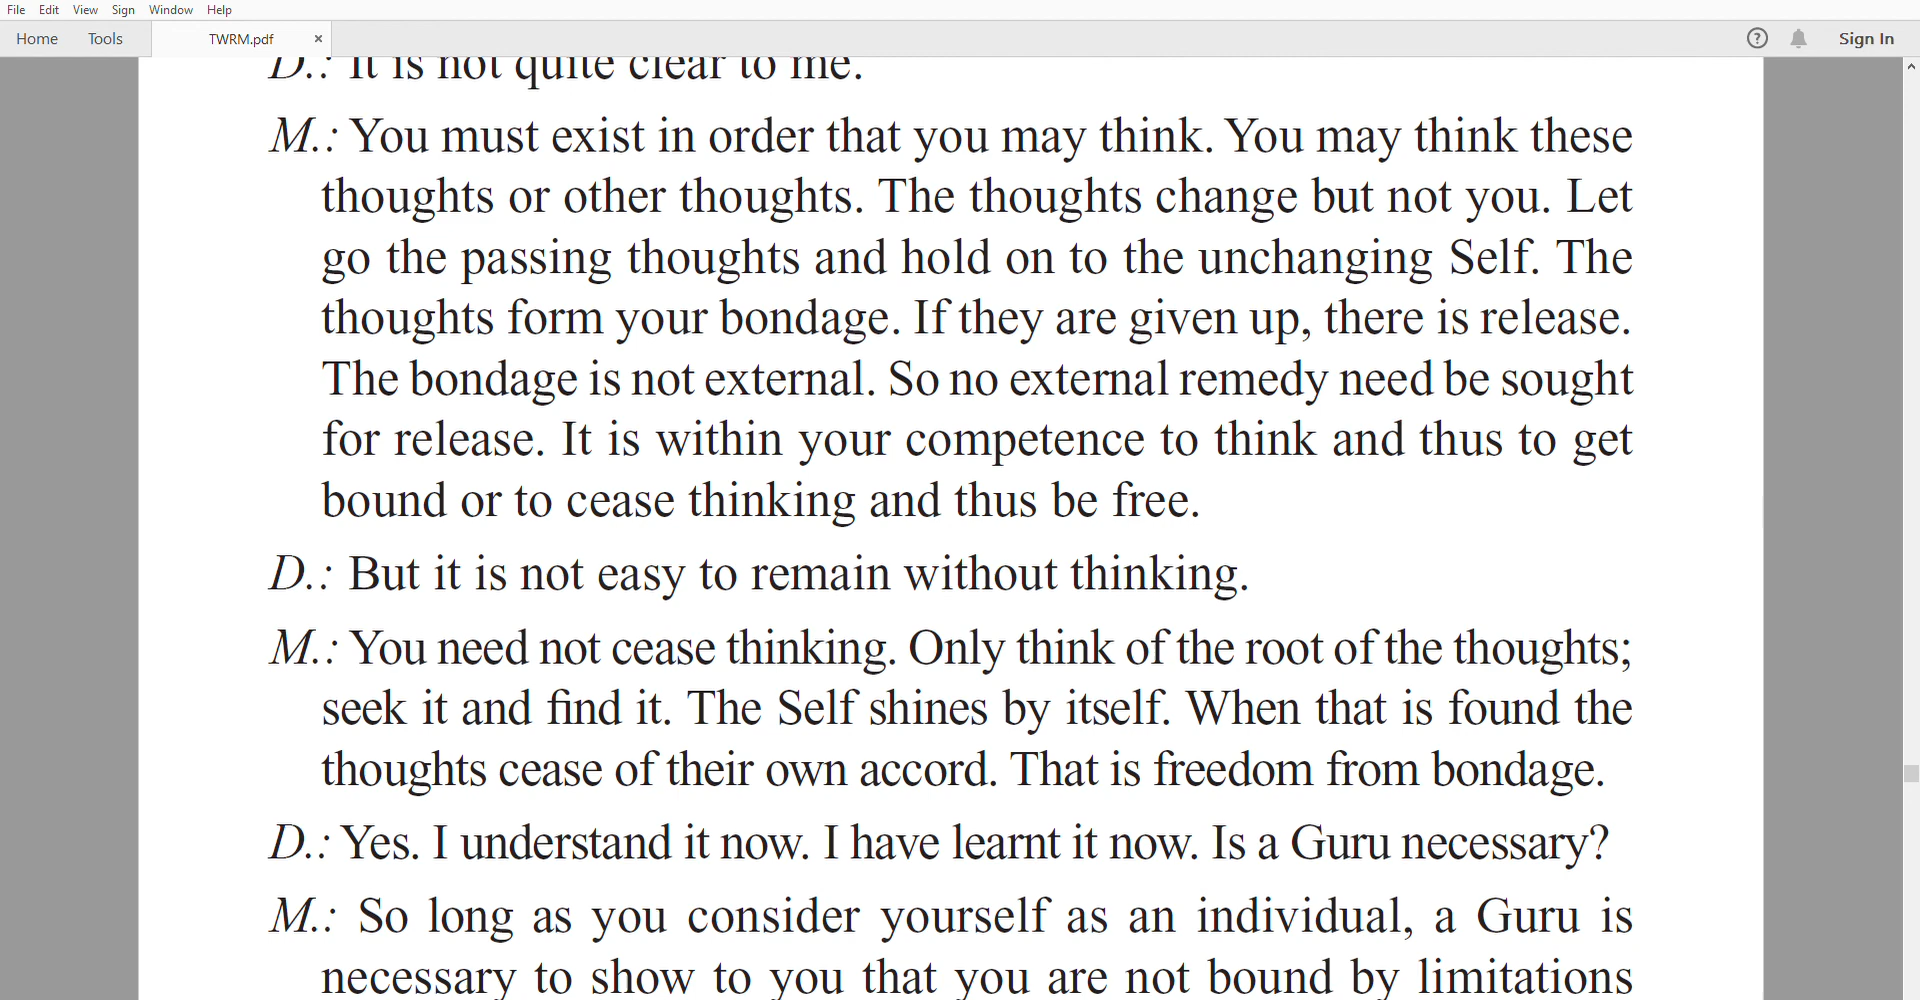 File Edit View Sign Window Help
Home Tools TWRM.pdf × ? Sign In
D.: It is not quite clear to me.
M.: You must exist in order that you may think. You may think these
thoughts or other thoughts. The thoughts change but not you. Let
go the passing thoughts and hold on to the unchanging Self. The
thoughts form your bondage. If they are given up, there is release.
The bondage is not external. So no external remedy need be sought
for release. It is within your competence to think and thus to get
bound or to cease thinking and thus be free.
D.: But it is not easy to remain without thinking.
M.: You need not cease thinking. Only think of the root of the thoughts;
seek it and find it. The Self shines by itself. When that is found the
thoughts cease of their own accord. That is freedom from bondage.
D.: Yes. I understand it now. I have learnt it now. Is a Guru necessary?
M.: So long as you consider yourself as an individual, a Guru is
necessary to show to you that you are not bound by limitations